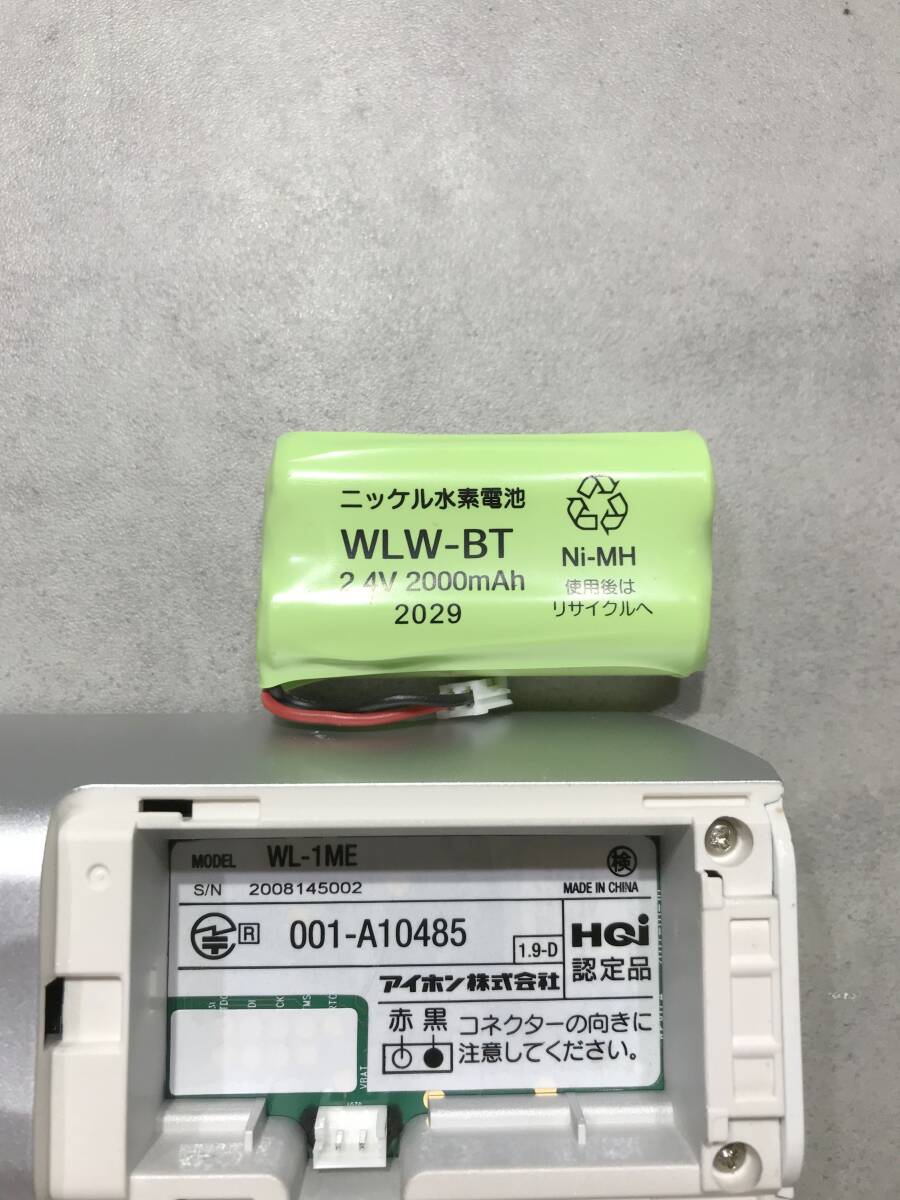 ニッケル水素電池
WLW-BT
2.4V 2000mAh
2029
Ni-MH
使用後は
リサイクルへ
MODEL WL-1ME
検
S/N 2008145002
MADE IN CHINA
R 001-A10485
1.9-D
HQi
認定品
アイホン株式会社
赤 黒
コネクターの向きに
注意してください。
VBAT